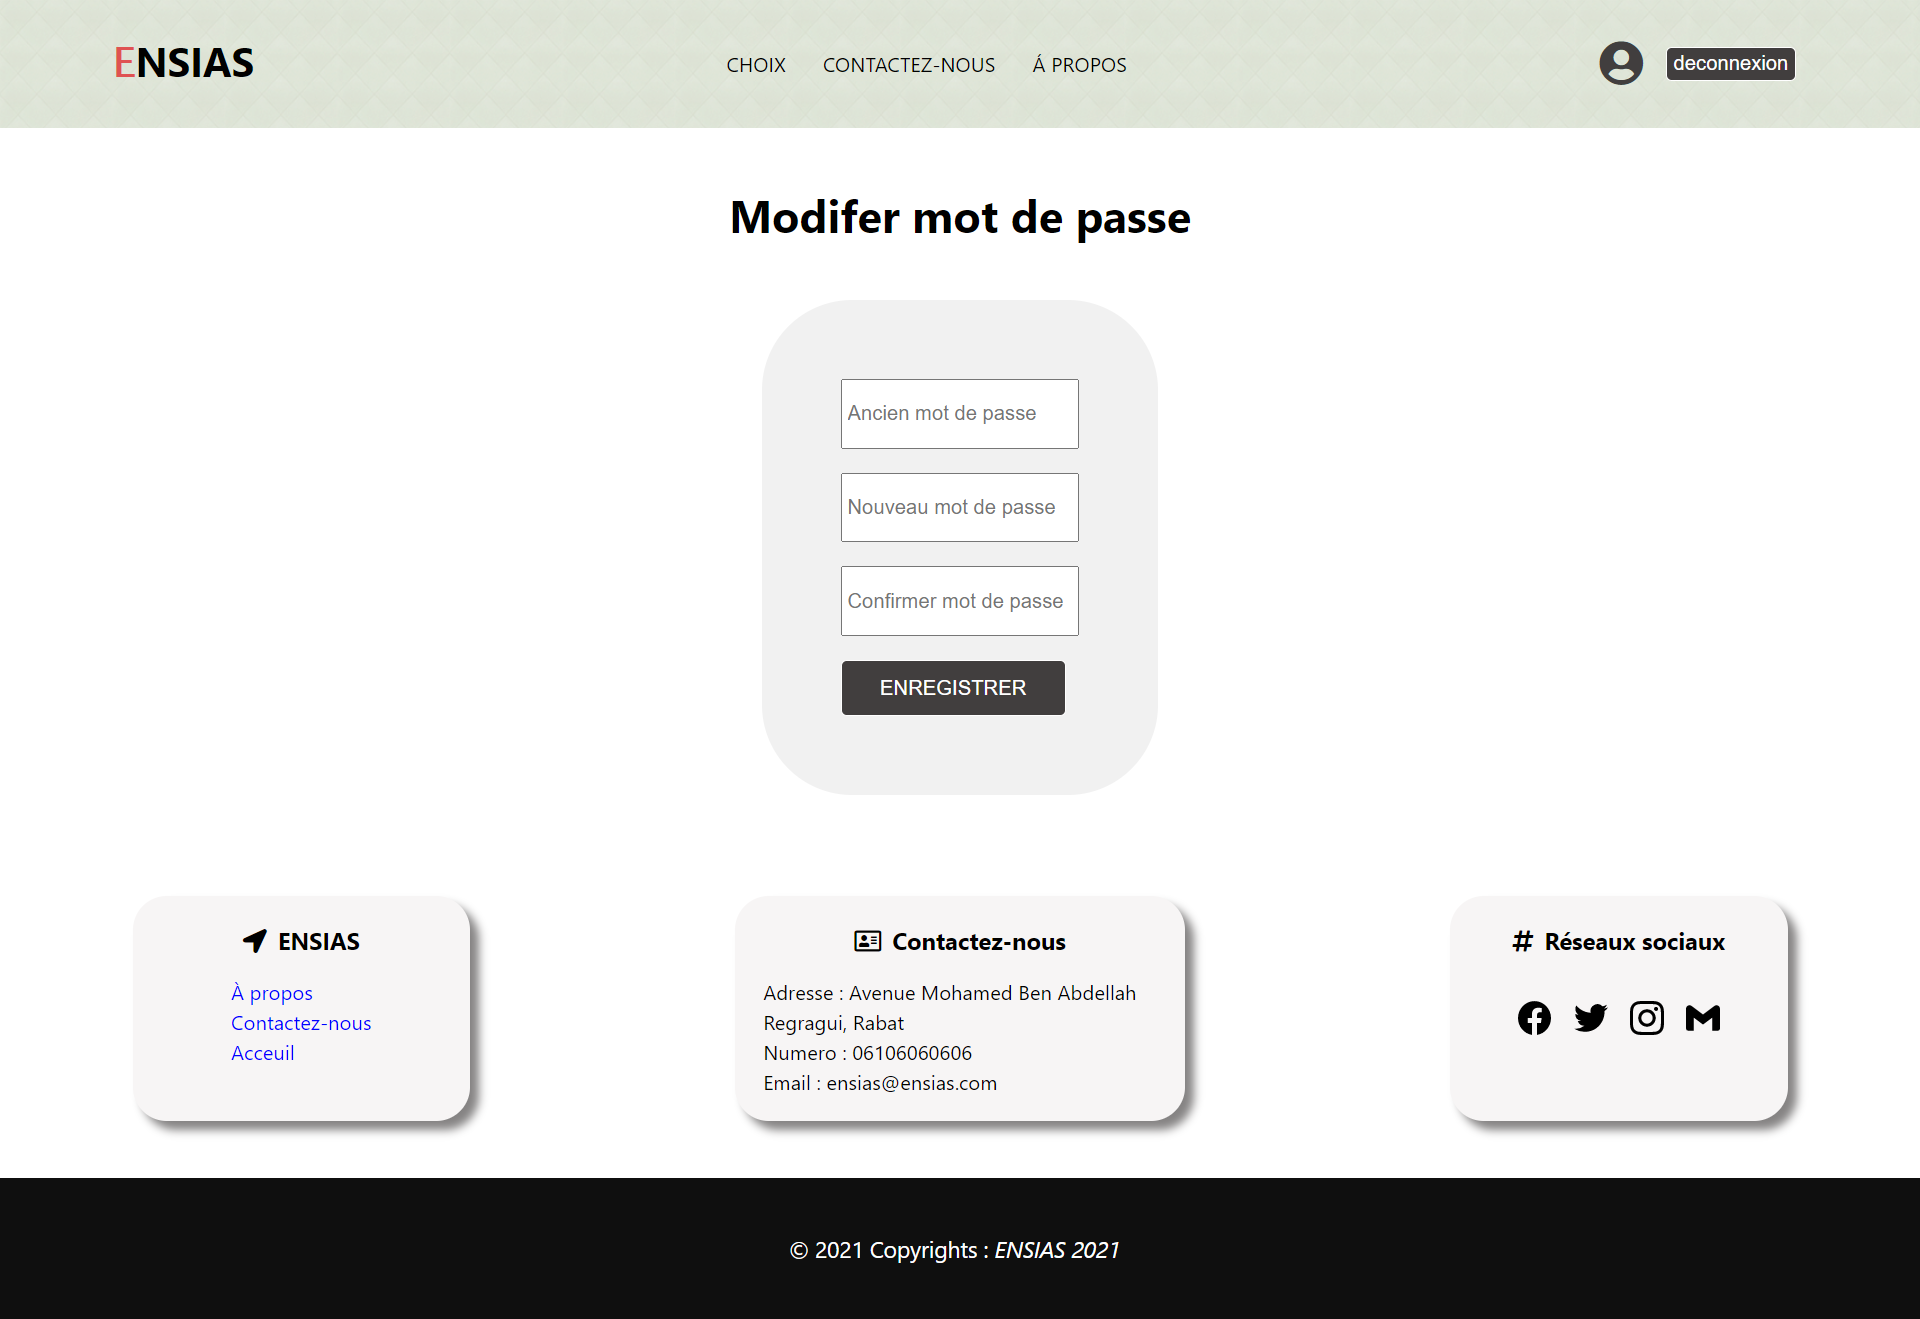 ENSIAS
CHOIX CONTACTEZ-NOUS Á PROPOS
deconnexion
Modifer mot de passe
Ancien mot de passe
Nouveau mot de passe
Confirmer mot de passe
ENREGISTRER
ENSIAS
À propos
Contactez-nous
Acceuil
Contactez-nous
Adresse : Avenue Mohamed Ben Abdellah
Regragui, Rabat
Numero : 06106060606
Email : ensias@ensias.com
# Réseaux sociaux
© 2021 Copyrights : ENSIAS 2021